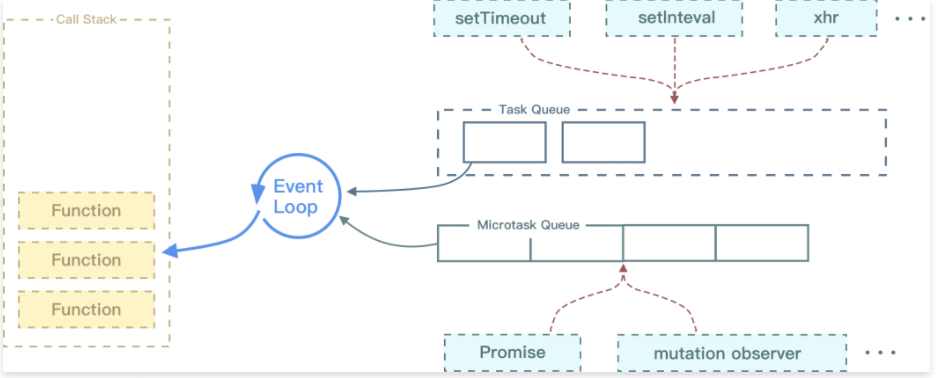 Call Stack
setTimeout
setInteval
xhr
...
Task Queue
Event
Loop
Function
Microtask Queue
Function
Function
Promise
mutation observer
...